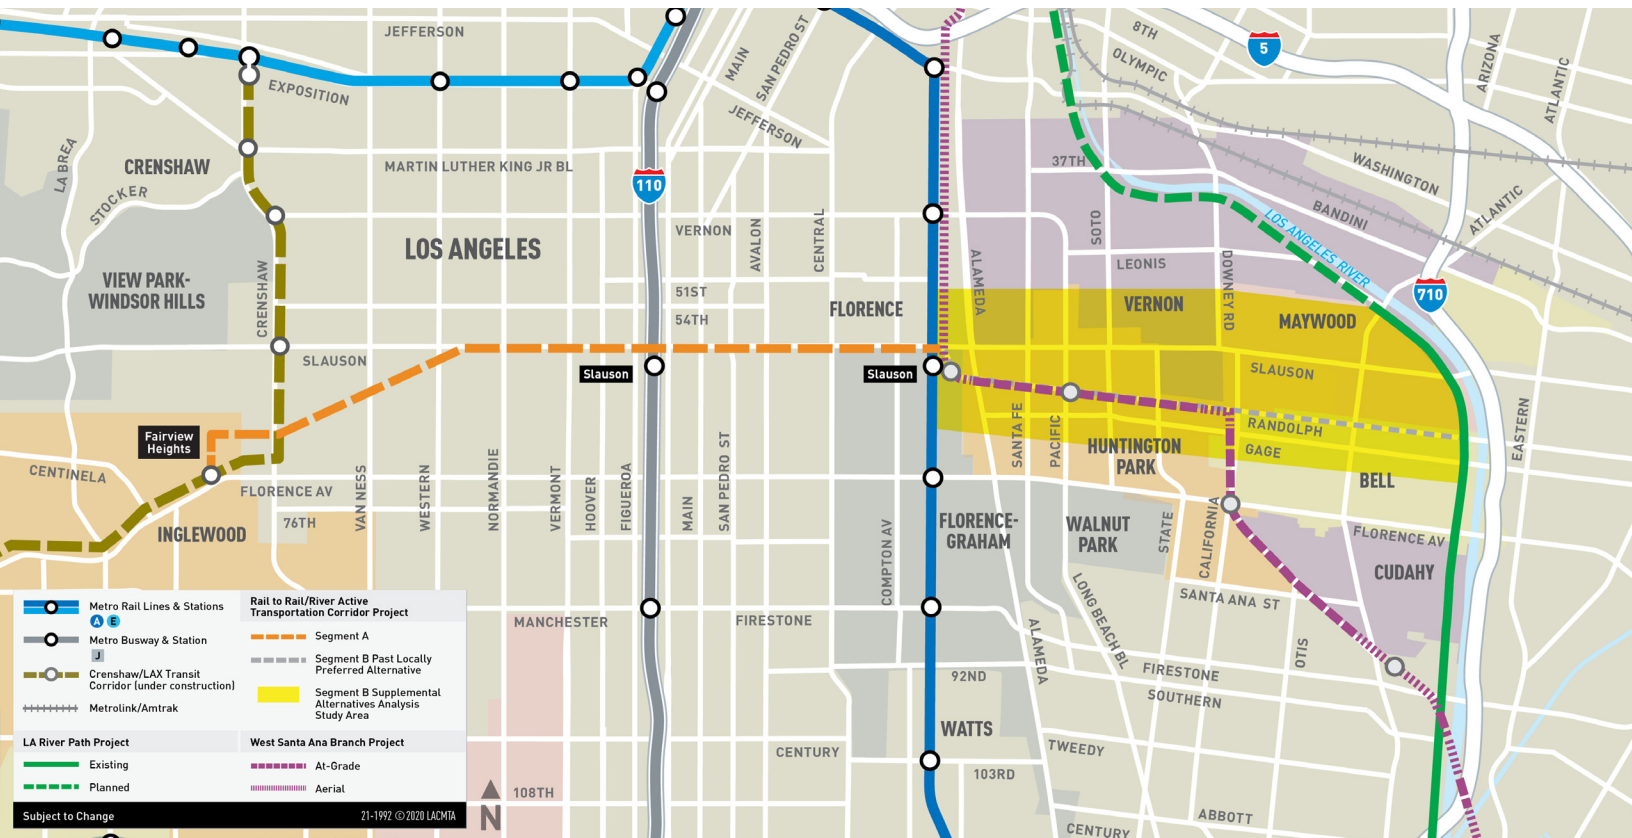 JEFFERSON
MAIN
SAN PEDRO ST
8TH
OLYMPIC
5
ARIZONA
ATLANTIC
EXPOSITION
JEFFERSON
LA BREA
CRENSHAW
MARTIN LUTHER KING JR BL
110
37TH
WASHINGTON
STOCKER
BANDINI
ATLANTIC
LOS ANGELES
VERNON
AVALON
CENTRAL
SOTO
LOS ANGELES RIVER
VIEW PARK-
WINDSOR HILLS
CRENSHAW
51ST
54TH
FLORENCE
ALAMEDA
LEONIS
DOWNEY RD
VERNON
MAYWOOD
710
SLAUSON
Slauson
Slauson
SLAUSON
Fairview
Heights
RANDOLPH
GAGE
EASTERN
SANTA FE
PACIFIC
HUNTINGTON
PARK
BELL
CENTINELA
FLORENCE AV
76TH
INGLEWOOD
VAN NESS
WESTERN
NORMANDIE
VERMONT
HOOVER
FIGUEROA
MAIN
SAN PEDRO ST
COMPTON AV
FLORENCE-
GRAHAM
WALNUT
PARK
STATE
CALIFORNIA
FLORENCE AV
CUDAHY
LONG BEACH BL
SANTA ANA ST
MANCHESTER
FIRESTONE
ALAMEDA
OTIS
92ND
FIRESTONE
SOUTHERN
WATTS
CENTURY
TWEEDY
103RD
108TH
ABBOTT
CENTURY
N
Metro Rail Lines & Stations
A E
Metro Busway & Station
J
Crenshaw/LAX Transit
Corridor (under construction)
Metrolink/Amtrak
LA River Path Project
Existing
Planned
Rail to Rail/River Active
Transportation Corridor Project
Segment A
Segment B Past Locally
Preferred Alternative
Segment B Supplemental
Alternatives Analysis
Study Area
West Santa Ana Branch Project
At-Grade
Aerial
Subject to Change
21-1992 © 2020 LACMTA